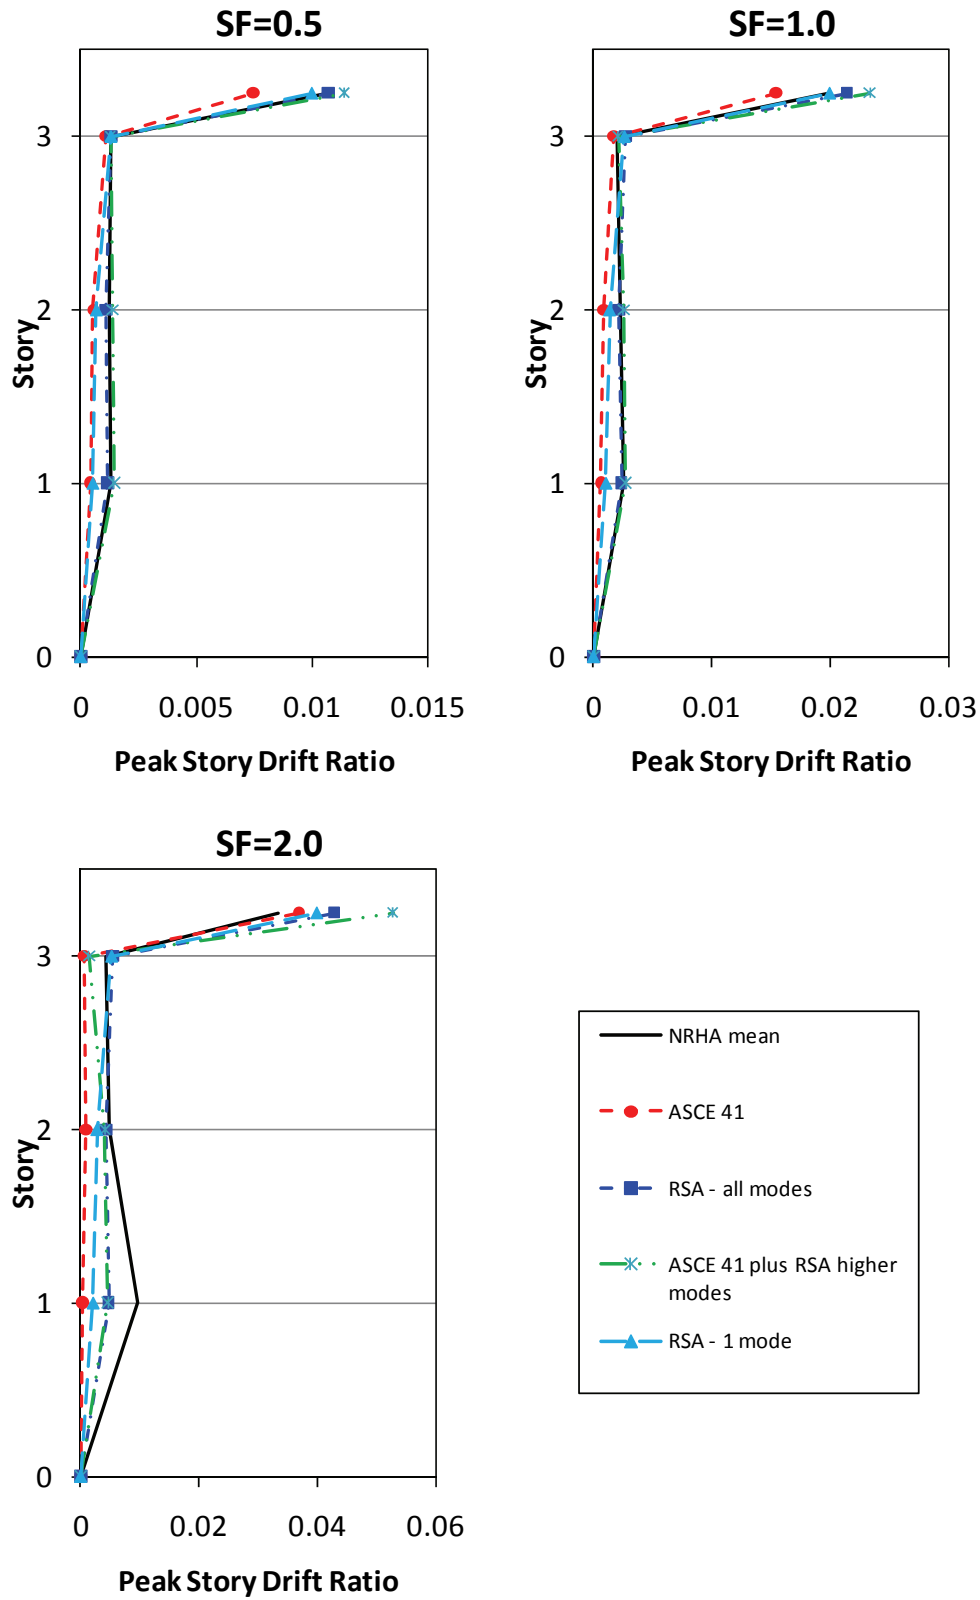 SF=0.5
3
2
1
0
Story
0 0.005 0.01 0.015
Peak Story Drift Ratio
SF=1.0
3
2
1
0
Story
0 0.01 0.02 0.03
Peak Story Drift Ratio
SF=2.0
3
2
1
0
Story
0 0.02 0.04 0.06
Peak Story Drift Ratio
NRHA mean
ASCE 41
RSA - all modes
ASCE 41 plus RSA higher
modes
RSA - 1 mode